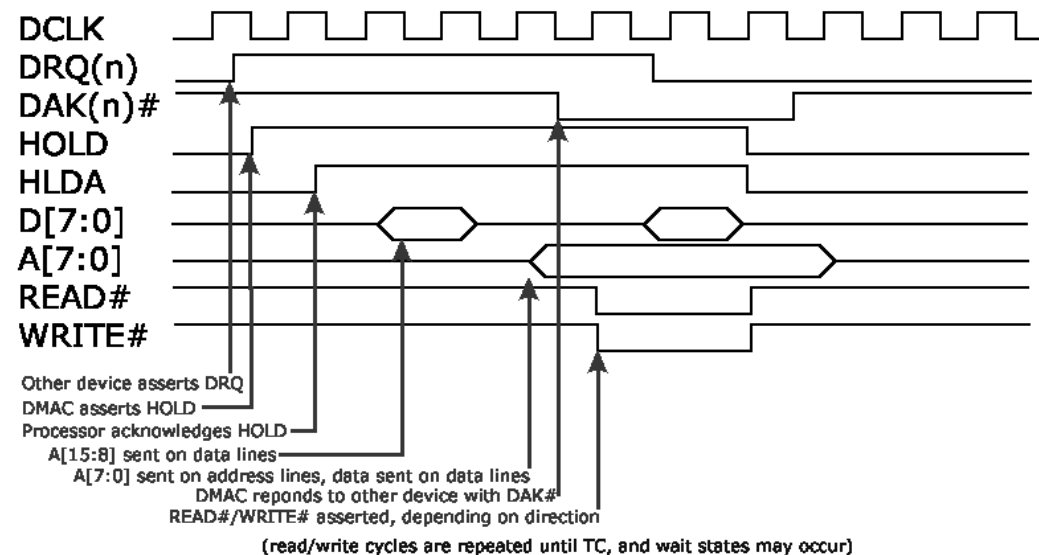 DCLK
DRQ(n)
DAK(n)#
HOLD
HLDA
D[7:0]
A[7:0]
READ#
WRITE#
Other device asserts DRQ
DMAC asserts HOLD
Processor acknowledges HOLD
A[15:8] sent on data lines
A[7:0] sent on address lines, data sent on data lines
DMAC reponds to other device with DAK#
READ#/WRITE# asserted, depending on direction
(read/write cycles are repeated until TC, and wait states may occur)